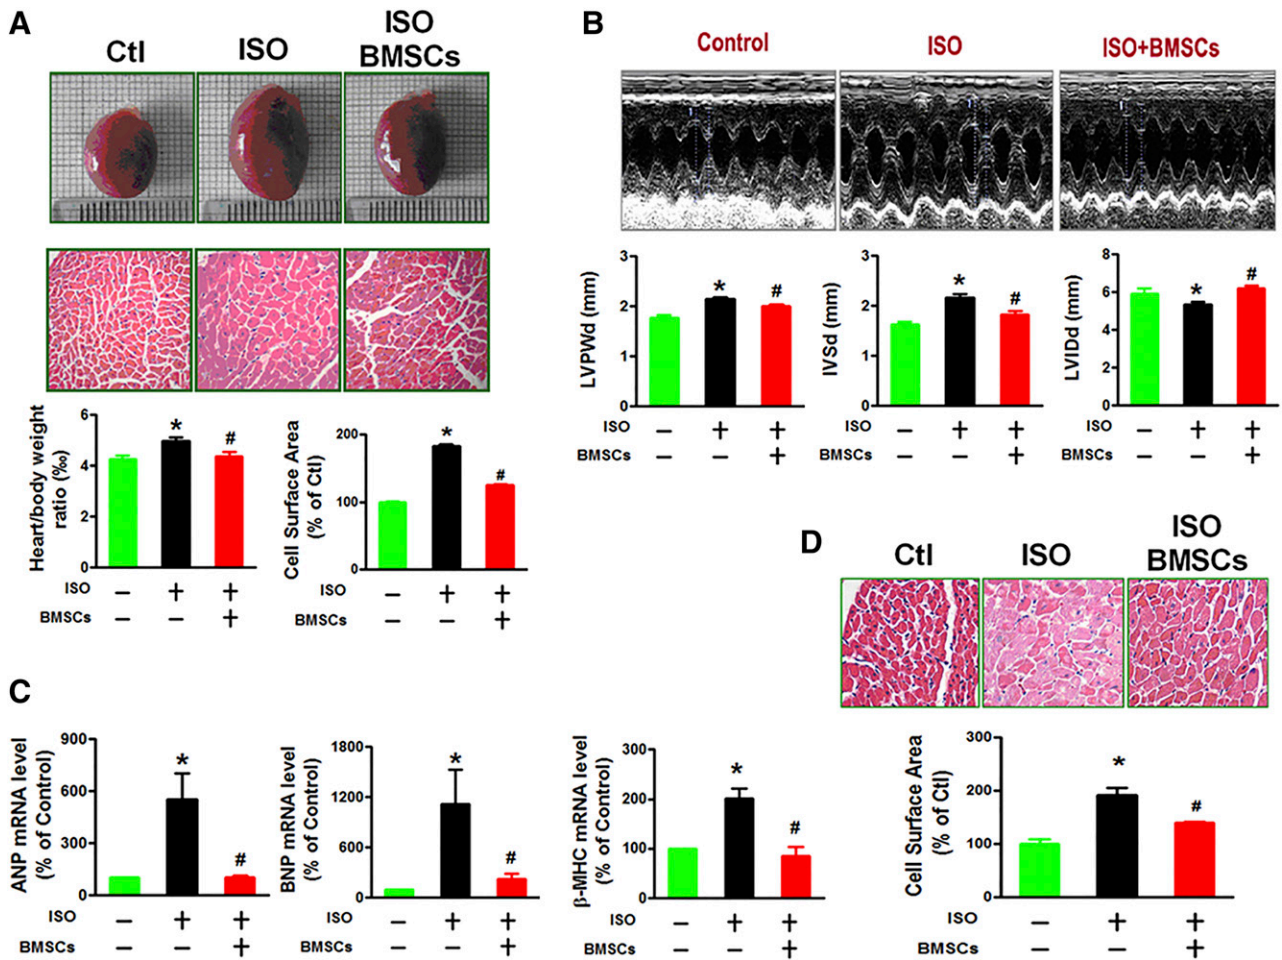 A
Ctl
ISO
ISO
BMSCs
Heart/body weight
ratio (‰)
6
4
2
0
*
#
ISO − + +
BMSCs − − +
Cell Surface Area
(% of Ctl)
200
100
0
*
#
− + +
− − +
B
Control
ISO
ISO+BMSCs
LVPWd (mm)
3
2
1
0
*
#
ISO − + +
BMSCs − − +
IVSd (mm)
3
2
1
0
*
#
ISO − + +
BMSCs − − +
LVIDd (mm)
8
6
4
2
0
*
#
ISO − + +
BMSCs − − +
C
ANP mRNA level
(% of Control)
900
600
300
0
*
#
ISO − + +
BMSCs − − +
BNP mRNA level
(% of Control)
1800
1200
600
0
*
#
− + +
− − +
β-MHC mRNA level
(% of Control)
300
200
100
0
*
#
ISO − + +
BMSCs − − +
D
Ctl
ISO
ISO
BMSCs
Cell Surface Area
(% of Ctl)
300
200
100
0
*
#
ISO − + +
BMSCs − − +